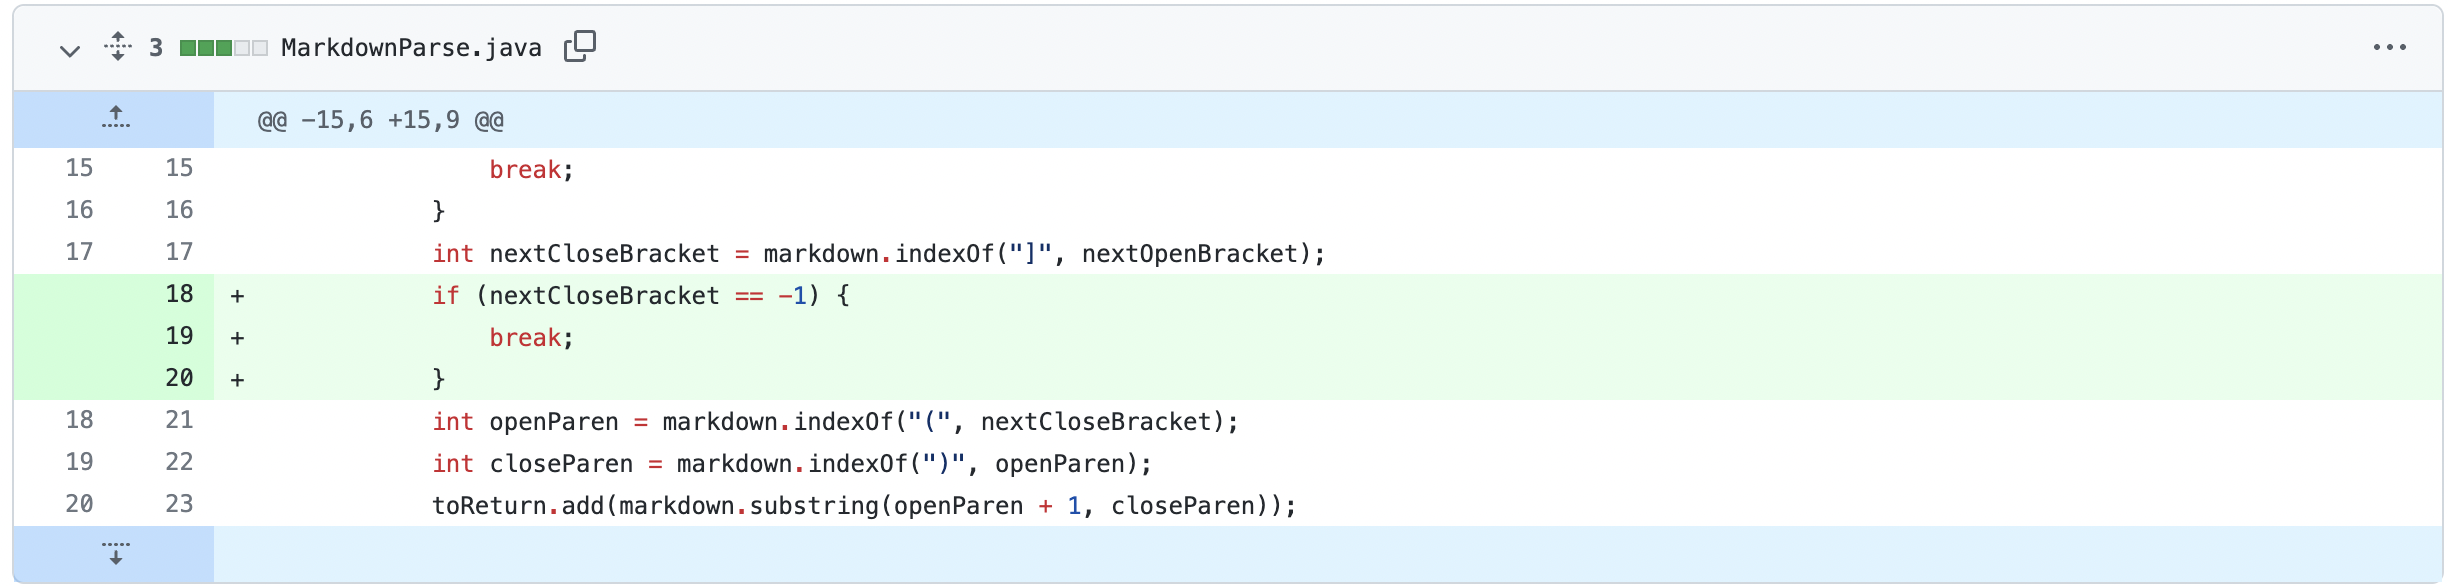 3 MarkdownParse.java
@@ -15,6 +15,9 @@
15 15 break;
16 16 }
17 17 int nextCloseBracket = markdown.indexOf("]", nextOpenBracket);
18 + if (nextCloseBracket == -1) {
19 + break;
20 + }
18 21 int openParen = markdown.indexOf("(", nextCloseBracket);
19 22 int closeParen = markdown.indexOf(")", openParen);
20 23 toReturn.add(markdown.substring(openParen + 1, closeParen));